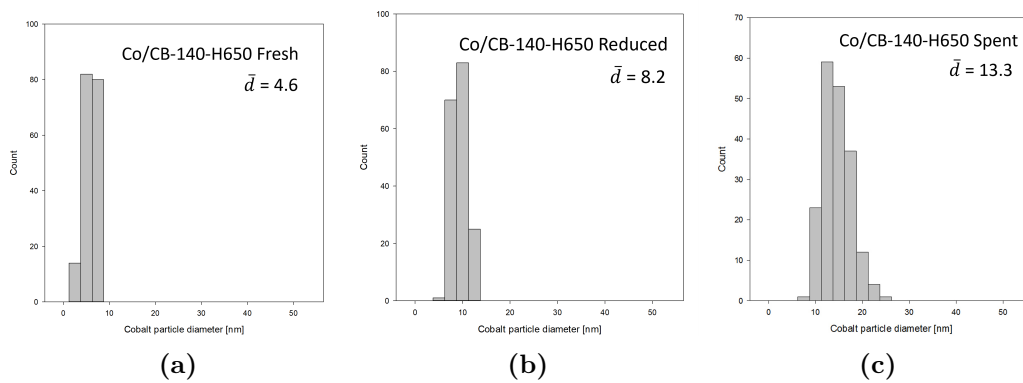 Co/CB-140-H650 Fresh
d̄ = 4.6
100
80
60
40
20
0
Count
0 10 20 30 40 50
Cobalt particle diameter [nm]
(a)
Co/CB-140-H650 Reduced
d̄ = 8.2
100
80
60
40
20
0
Count
0 10 20 30 40 50
Cobalt particle diameter [nm]
(b)
Co/CB-140-H650 Spent
d̄ = 13.3
70
60
50
40
30
20
10
0
Count
0 10 20 30 40 50
Cobalt particle diameter [nm]
(c)